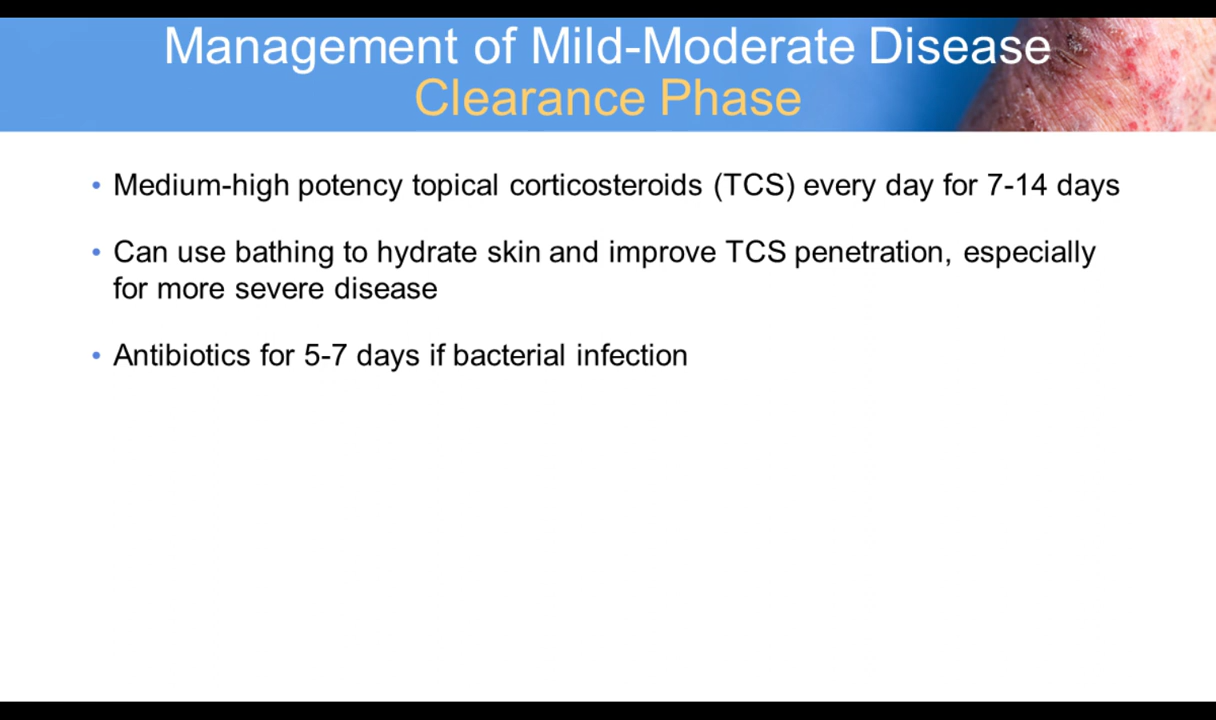 Management of Mild-Moderate Disease
Clearance Phase
• Medium-high potency topical corticosteroids (TCS) every day for 7-14 days
• Can use bathing to hydrate skin and improve TCS penetration, especially
for more severe disease
• Antibiotics for 5-7 days if bacterial infection